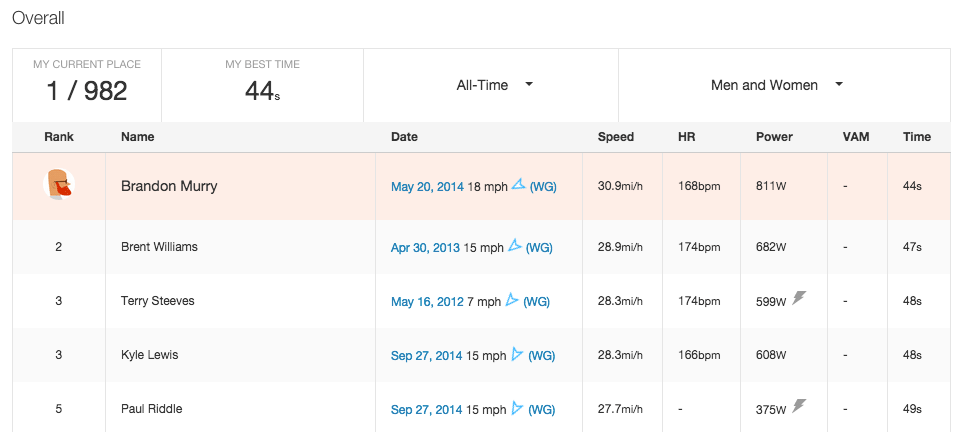 Overall
MY CURRENT PLACE
1 / 982
MY BEST TIME
44s
All-Time
Men and Women
Rank Name Date Speed HR Power VAM Time
Brandon Murry May 20, 2014 18 mph (WG) 30.9mi/h 168bpm 811W - 44s
2 Brent Williams Apr 30, 2013 15 mph (WG) 28.9mi/h 174bpm 682W - 47s
3 Terry Steeves May 16, 2012 7 mph (WG) 28.3mi/h 174bpm 599W - 48s
3 Kyle Lewis Sep 27, 2014 15 mph (WG) 28.3mi/h 166bpm 608W - 48s
5 Paul Riddle Sep 27, 2014 15 mph (WG) 27.7mi/h - 375W - 49s